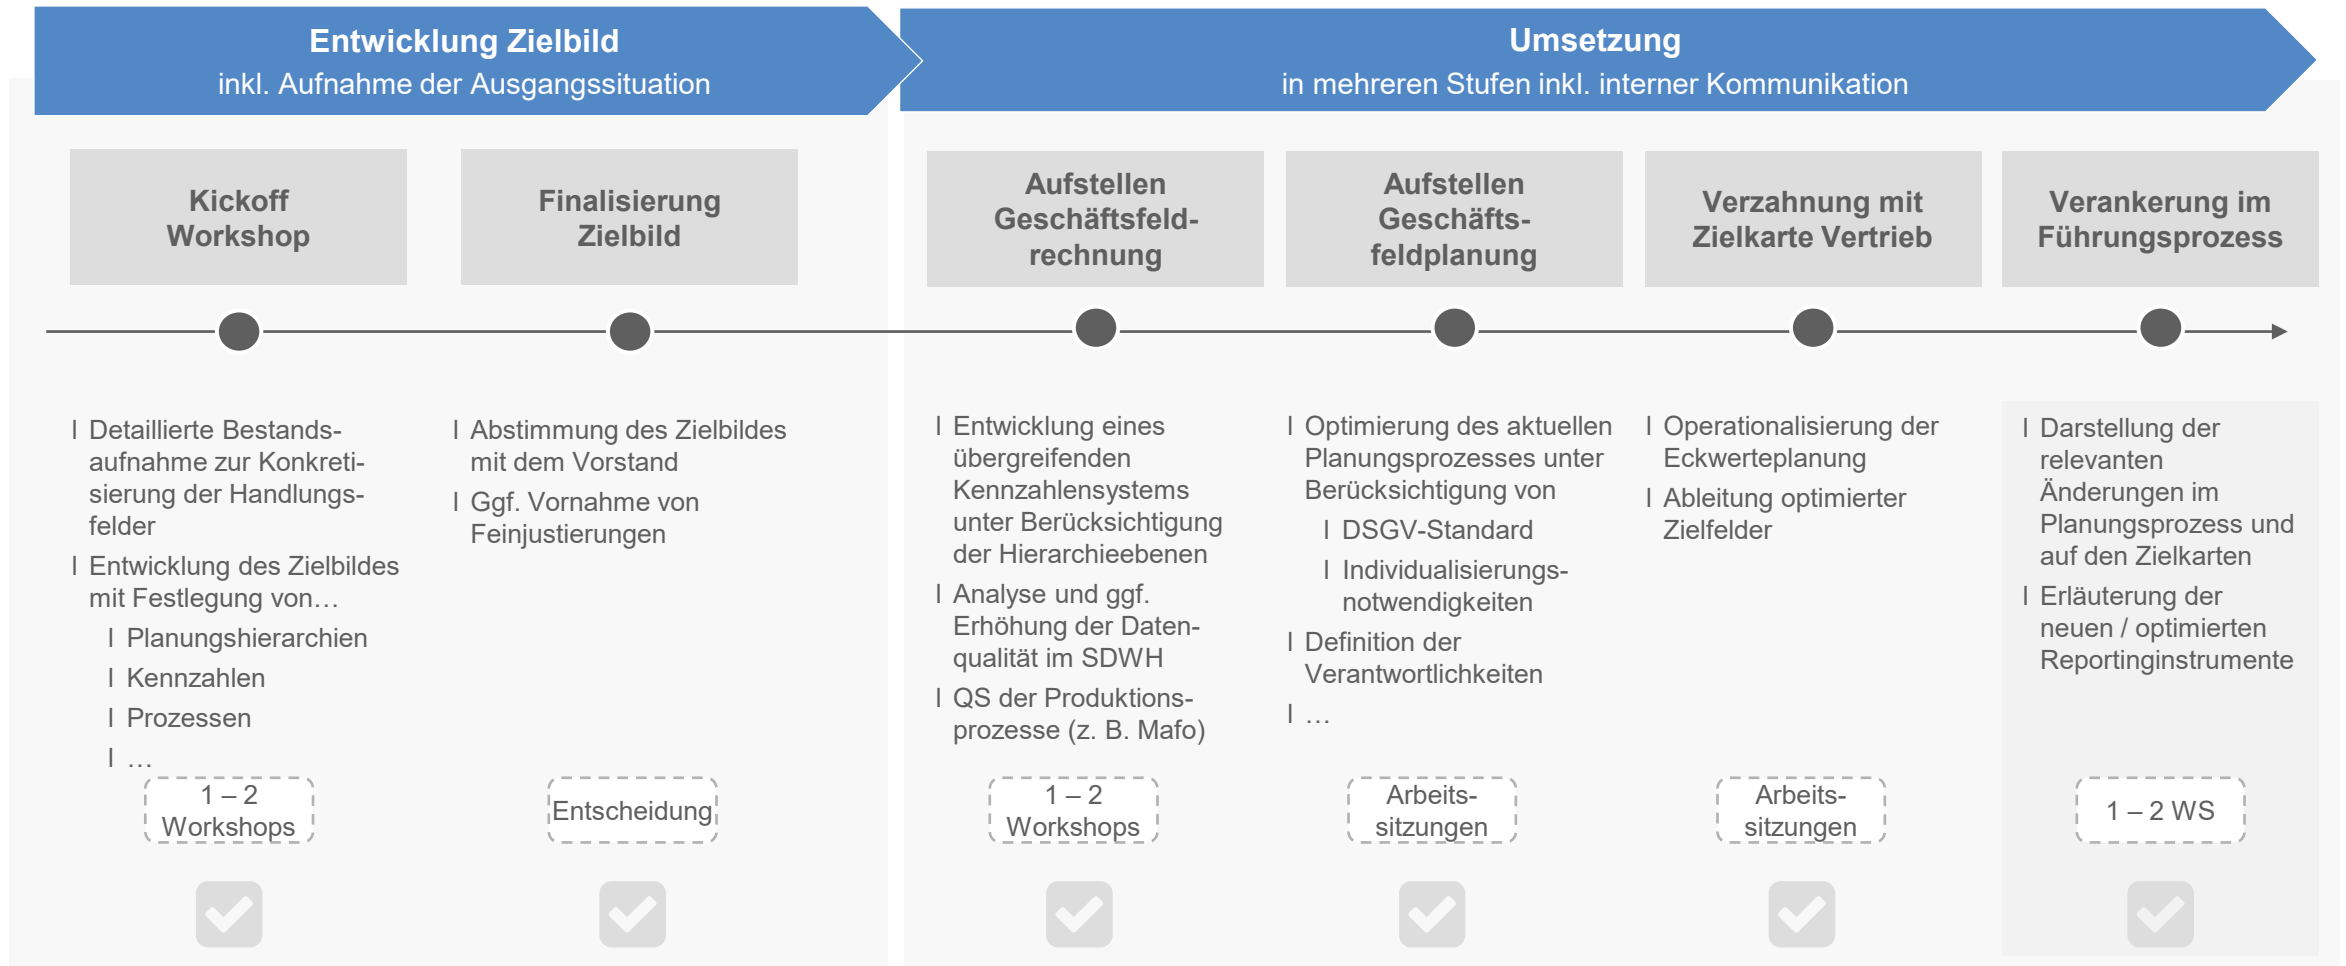 Entwicklung Zielbild
inkl. Aufnahme der Ausgangssituation
Umsetzung
in mehreren Stufen inkl. interner Kommunikation
Kickoff
Workshop
Finalisierung
Zielbild
Aufstellen
Geschäftsfeld-
rechnung
Aufstellen
Geschäfts-
feldplanung
Verzahnung mit
Zielkarte Vertrieb
Verankerung im
Führungsprozess
l Detaillierte Bestands-
aufnahme zur Konkreti-
sierung der Handlungs-
felder
l Entwicklung des Zielbildes
mit Festlegung von…
l Planungshierarchien
l Kennzahlen
l Prozessen
l …
1 – 2
Workshops
l Abstimmung des Zielbildes
mit dem Vorstand
l Ggf. Vornahme von
Feinjustierungen
Entscheidung
l Entwicklung eines
übergreifenden
Kennzahlensystems
unter Berücksichtigung
der Hierarchieebenen
l Analyse und ggf.
Erhöhung der Daten-
qualität im SDWH
l QS der Produktions-
prozesse (z. B. Mafo)
1 – 2
Workshops
l Optimierung des aktuellen
Planungsprozesses unter
Berücksichtigung von
l DSGV-Standard
l Individualisierungs-
notwendigkeiten
l Definition der
Verantwortlichkeiten
l …
Arbeits-
sitzungen
l Operationalisierung der
Eckwerteplanung
l Ableitung optimierter
Zielfelder
Arbeits-
sitzungen
l Darstellung der
relevanten
Änderungen im
Planungsprozess und
auf den Zielkarten
l Erläuterung der
neuen / optimierten
Reportinginstrumente
1 – 2 WS